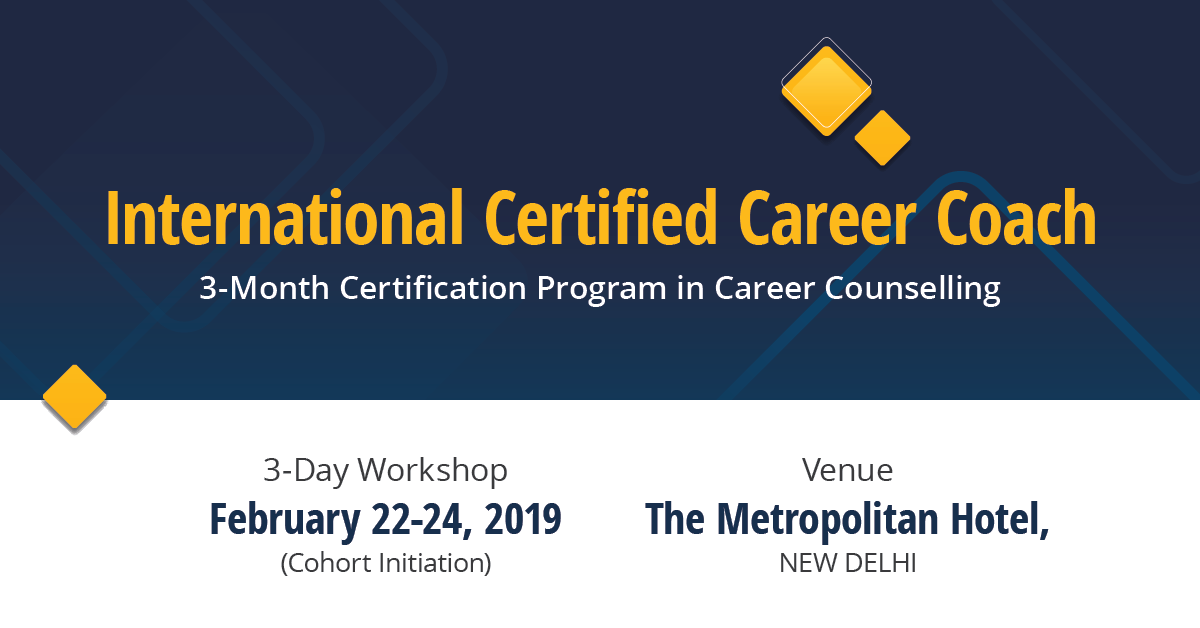 International Certified Career Coach
3-Month Certification Program in Career Counselling
3-Day Workshop
February 22-24, 2019
(Cohort Initiation)
Venue
The Metropolitan Hotel,
NEW DELHI